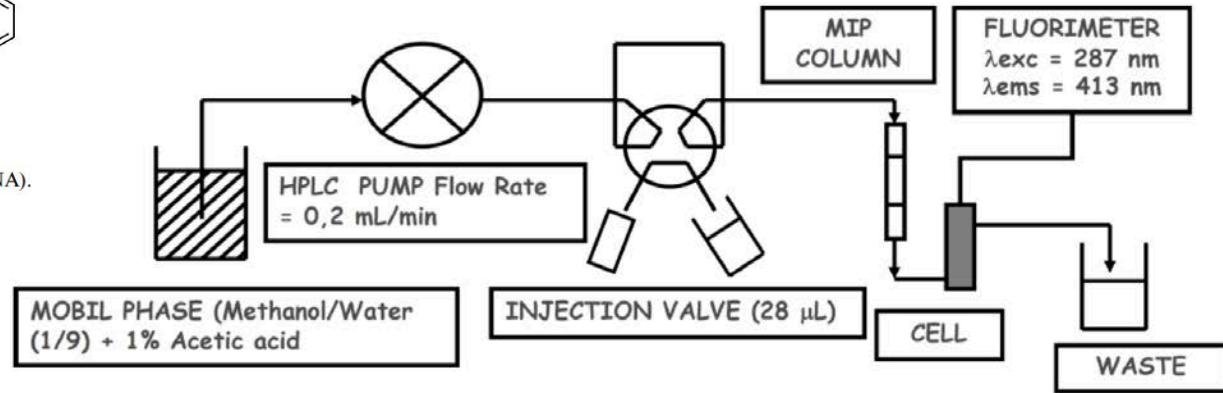 NA).
MOBIL PHASE (Methanol/Water
(1/9) + 1% Acetic acid
HPLC PUMP Flow Rate
= 0,2 mL/min
INJECTION VALVE (28 μL)
MIP
COLUMN
FLUORIMETER
λexc = 287 nm
λems = 413 nm
CELL
WASTE